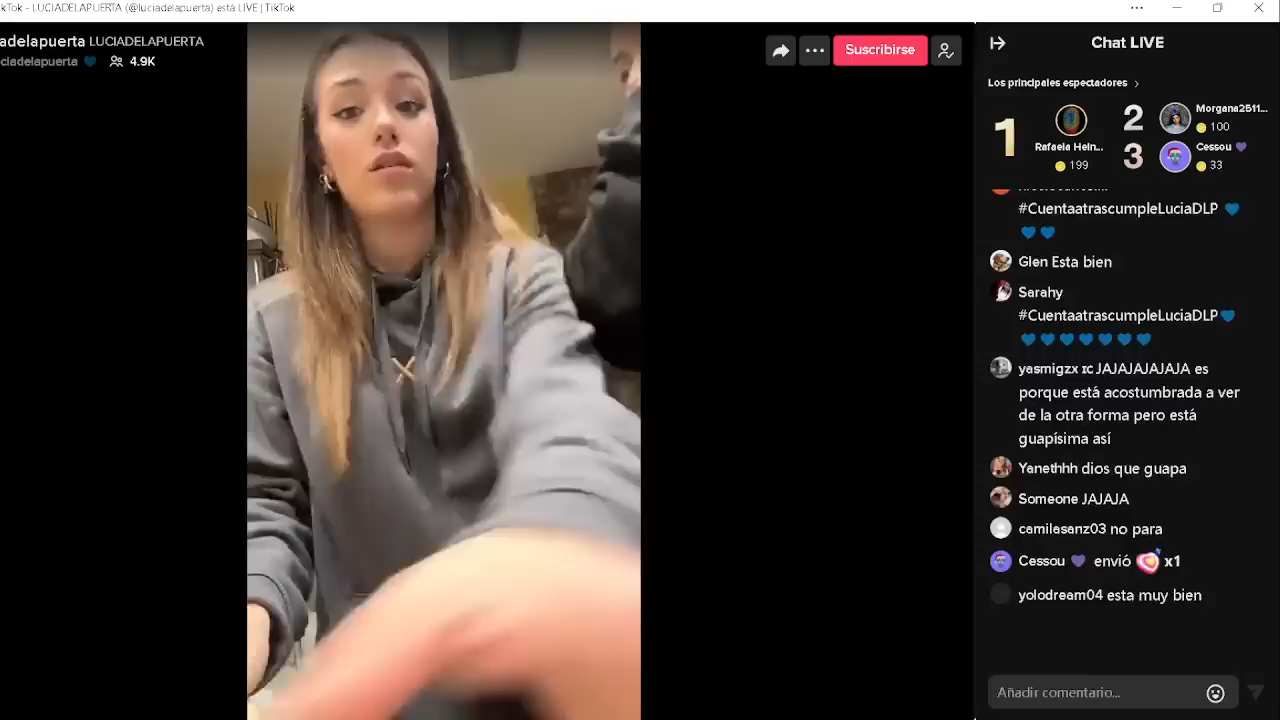 kTok - LUCIADELAPUERTA (@luciadelapuerta) está LIVE | TikTok
adelapuerta LUCIADELAPUERTA
ciadelapuerta 💙 4.9K
Suscribirse
Chat LIVE
Los principales espectadores
1
Rafaela Hein...
199
2
Morgana2511...
100
3
Cessou 💜
33
#CuentaatrascumpleLuciaDLP 💙
💙💙
Glen Esta bien
Sarahy
#CuentaatrascumpleLuciaDLP💙
💙💙💙💙💙💙💙
yasmigzx ɪc JAJAJAJAJAJA es
porque está acostumbrada a ver
de la otra forma pero está
guapísima así
Yanethhh dios que guapa
Someone JAJAJA
camilasanz03 no para
Cessou 💜 envió x1
yolodream04 esta muy bien
Añadir comentario...